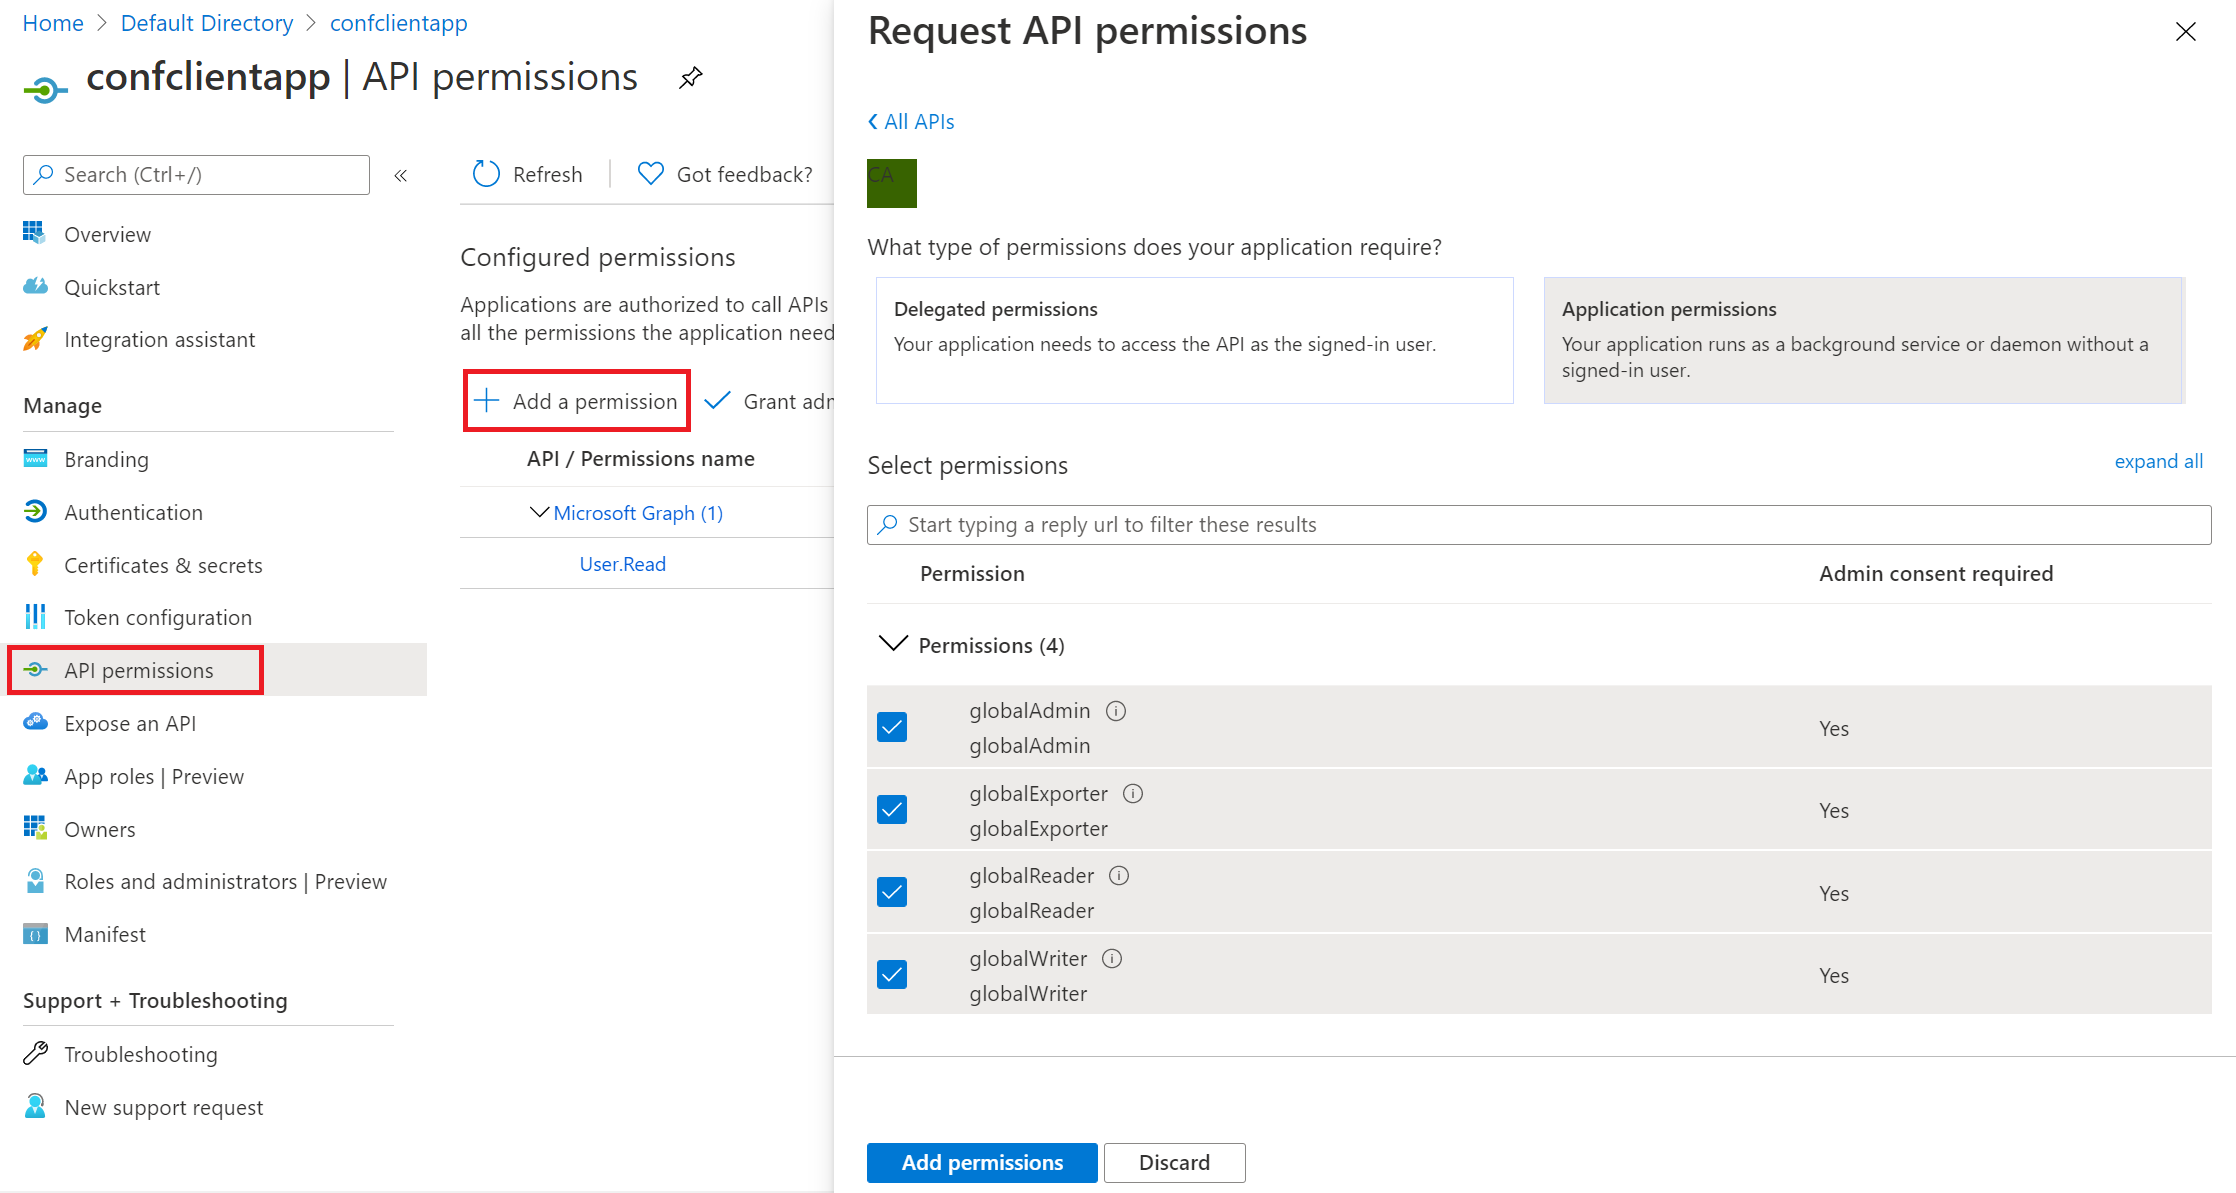 Home > Default Directory > confclientapp
confclientapp | API permissions
Search (Ctrl+/)
«
Overview
Quickstart
Integration assistant
Manage
Branding
Authentication
Certificates & secrets
Token configuration
API permissions
Expose an API
App roles | Preview
Owners
Roles and administrators | Preview
Manifest
Support + Troubleshooting
Troubleshooting
New support request
Refresh
Got feedback?
Configured permissions
Applications are authorized to call APIs
all the permissions the application need
Add a permission
Grant adm
API / Permissions name
Microsoft Graph (1)
User.Read
Request API permissions
All APIs
CA
What type of permissions does your application require?
Delegated permissions
Your application needs to access the API as the signed-in user.
Application permissions
Your application runs as a background service or daemon without a
signed-in user.
Select permissions
expand all
Start typing a reply url to filter these results
Permission
Admin consent required
Permissions (4)
globalAdmin
globalAdmin
Yes
globalExporter
globalExporter
Yes
globalReader
globalReader
Yes
globalWriter
globalWriter
Yes
Add permissions
Discard